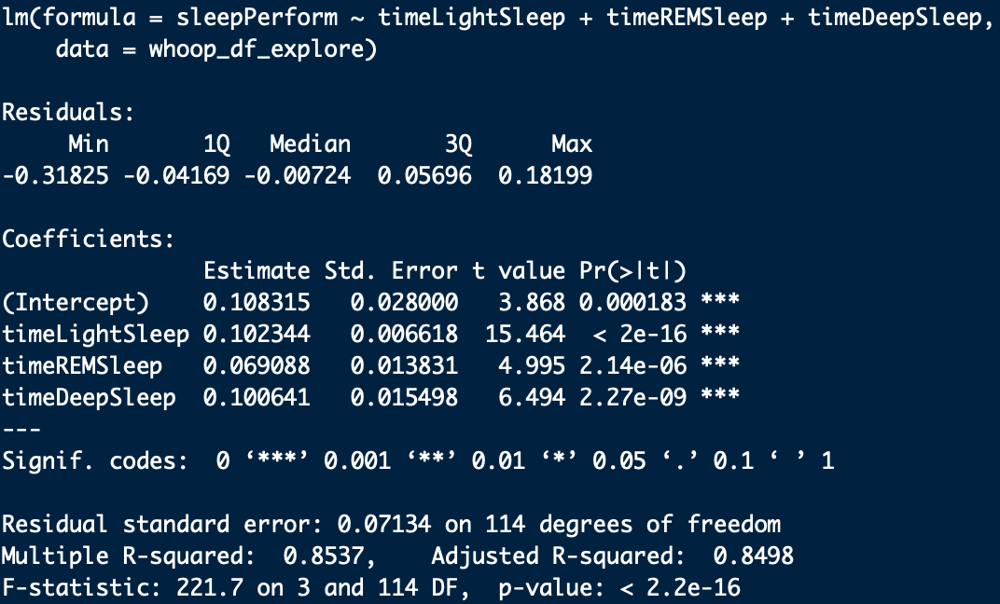 lm(formula = sleepPerform ~ timeLightSleep + timeREMSleep + timeDeepSleep,
    data = whoop_df_explore)

Residuals:
     Min       1Q   Median       3Q      Max
-0.31825 -0.04169 -0.00724  0.05696  0.18199

Coefficients:
               Estimate Std. Error t value Pr(>|t|)
(Intercept)    0.108315   0.028000   3.868 0.000183 ***
timeLightSleep 0.102344   0.006618  15.464  < 2e-16 ***
timeREMSleep   0.069088   0.013831   4.995 2.14e-06 ***
timeDeepSleep  0.100641   0.015498   6.494 2.27e-09 ***
---
Signif. codes:  0 ‘***’ 0.001 ‘**’ 0.01 ‘*’ 0.05 ‘.’ 0.1 ‘ ’ 1

Residual standard error: 0.07134 on 114 degrees of freedom
Multiple R-squared:  0.8537,    Adjusted R-squared:  0.8498
F-statistic: 221.7 on 3 and 114 DF,  p-value: < 2.2e-16